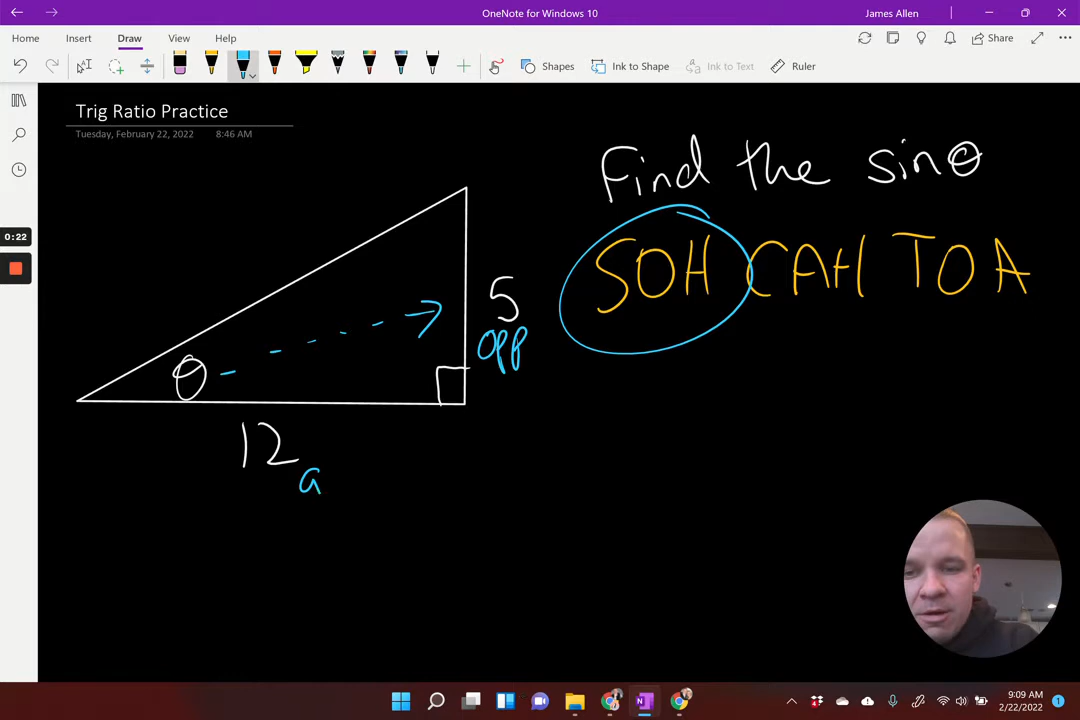 OneNote for Windows 10
James Allen
Home Insert Draw View Help
Share
Shapes
Ink to Shape
Ink to Text
Ruler
Trig Ratio Practice
Tuesday, February 22, 2022 8:46 AM
Find the sinθ
SOH CAH TOA
0:22
5
opp
θ
12
a
9:09 AM
2/22/2022
1